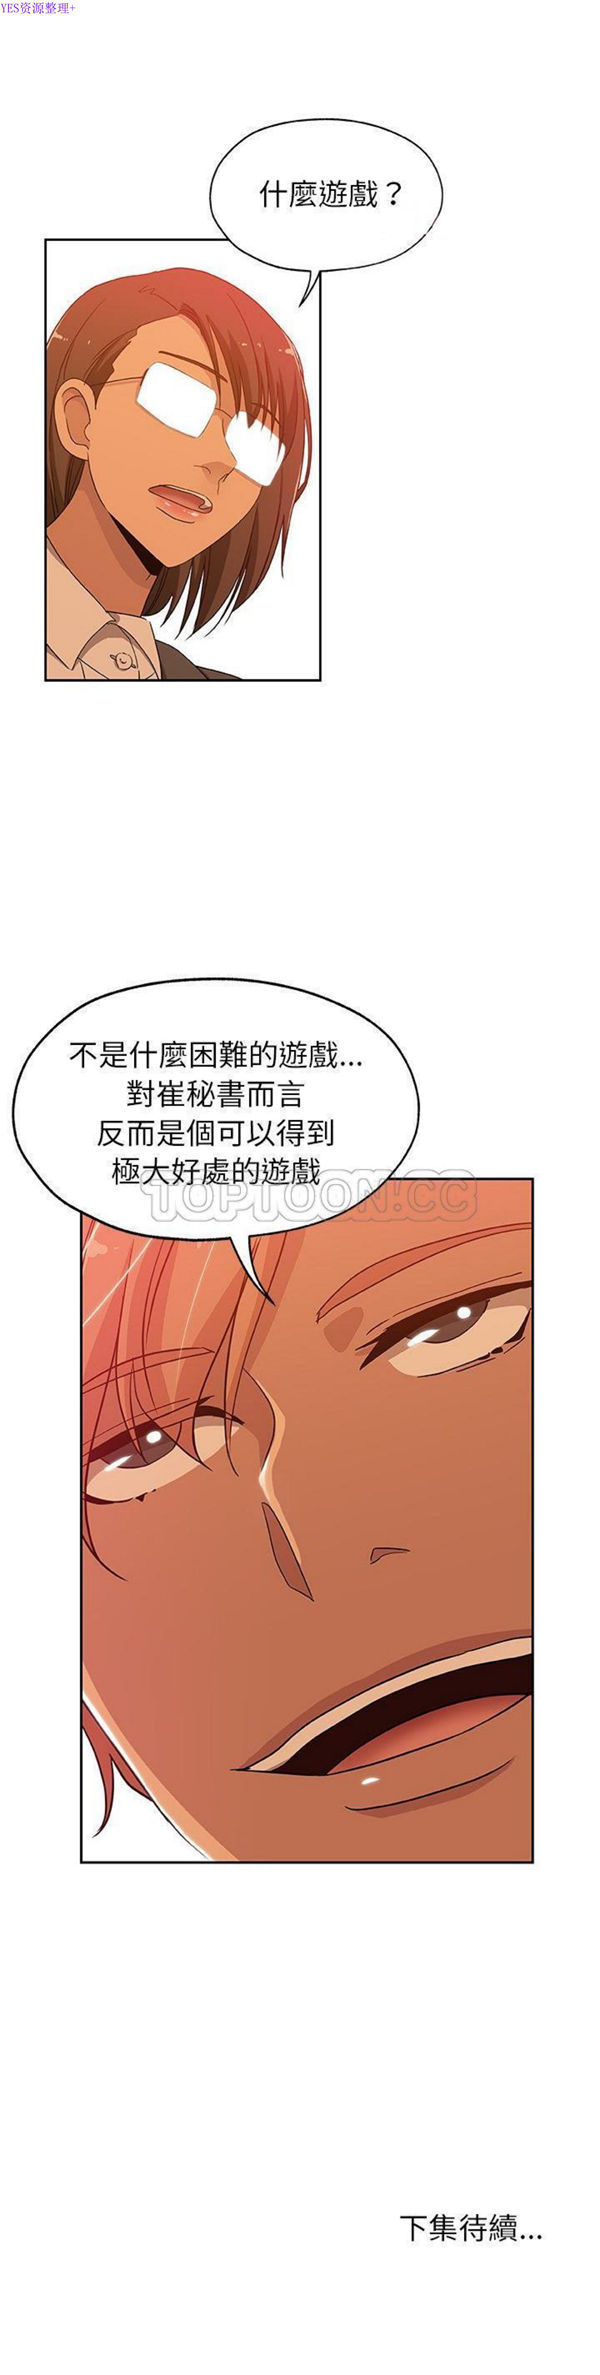 YES资源整理+
什麼遊戲？
不是什麼困難的遊戲...
對崔秘書而言
反而是個可以得到
極大好處的遊戲
TOPTOON.CC
TOPTOON.CC
下集待續...